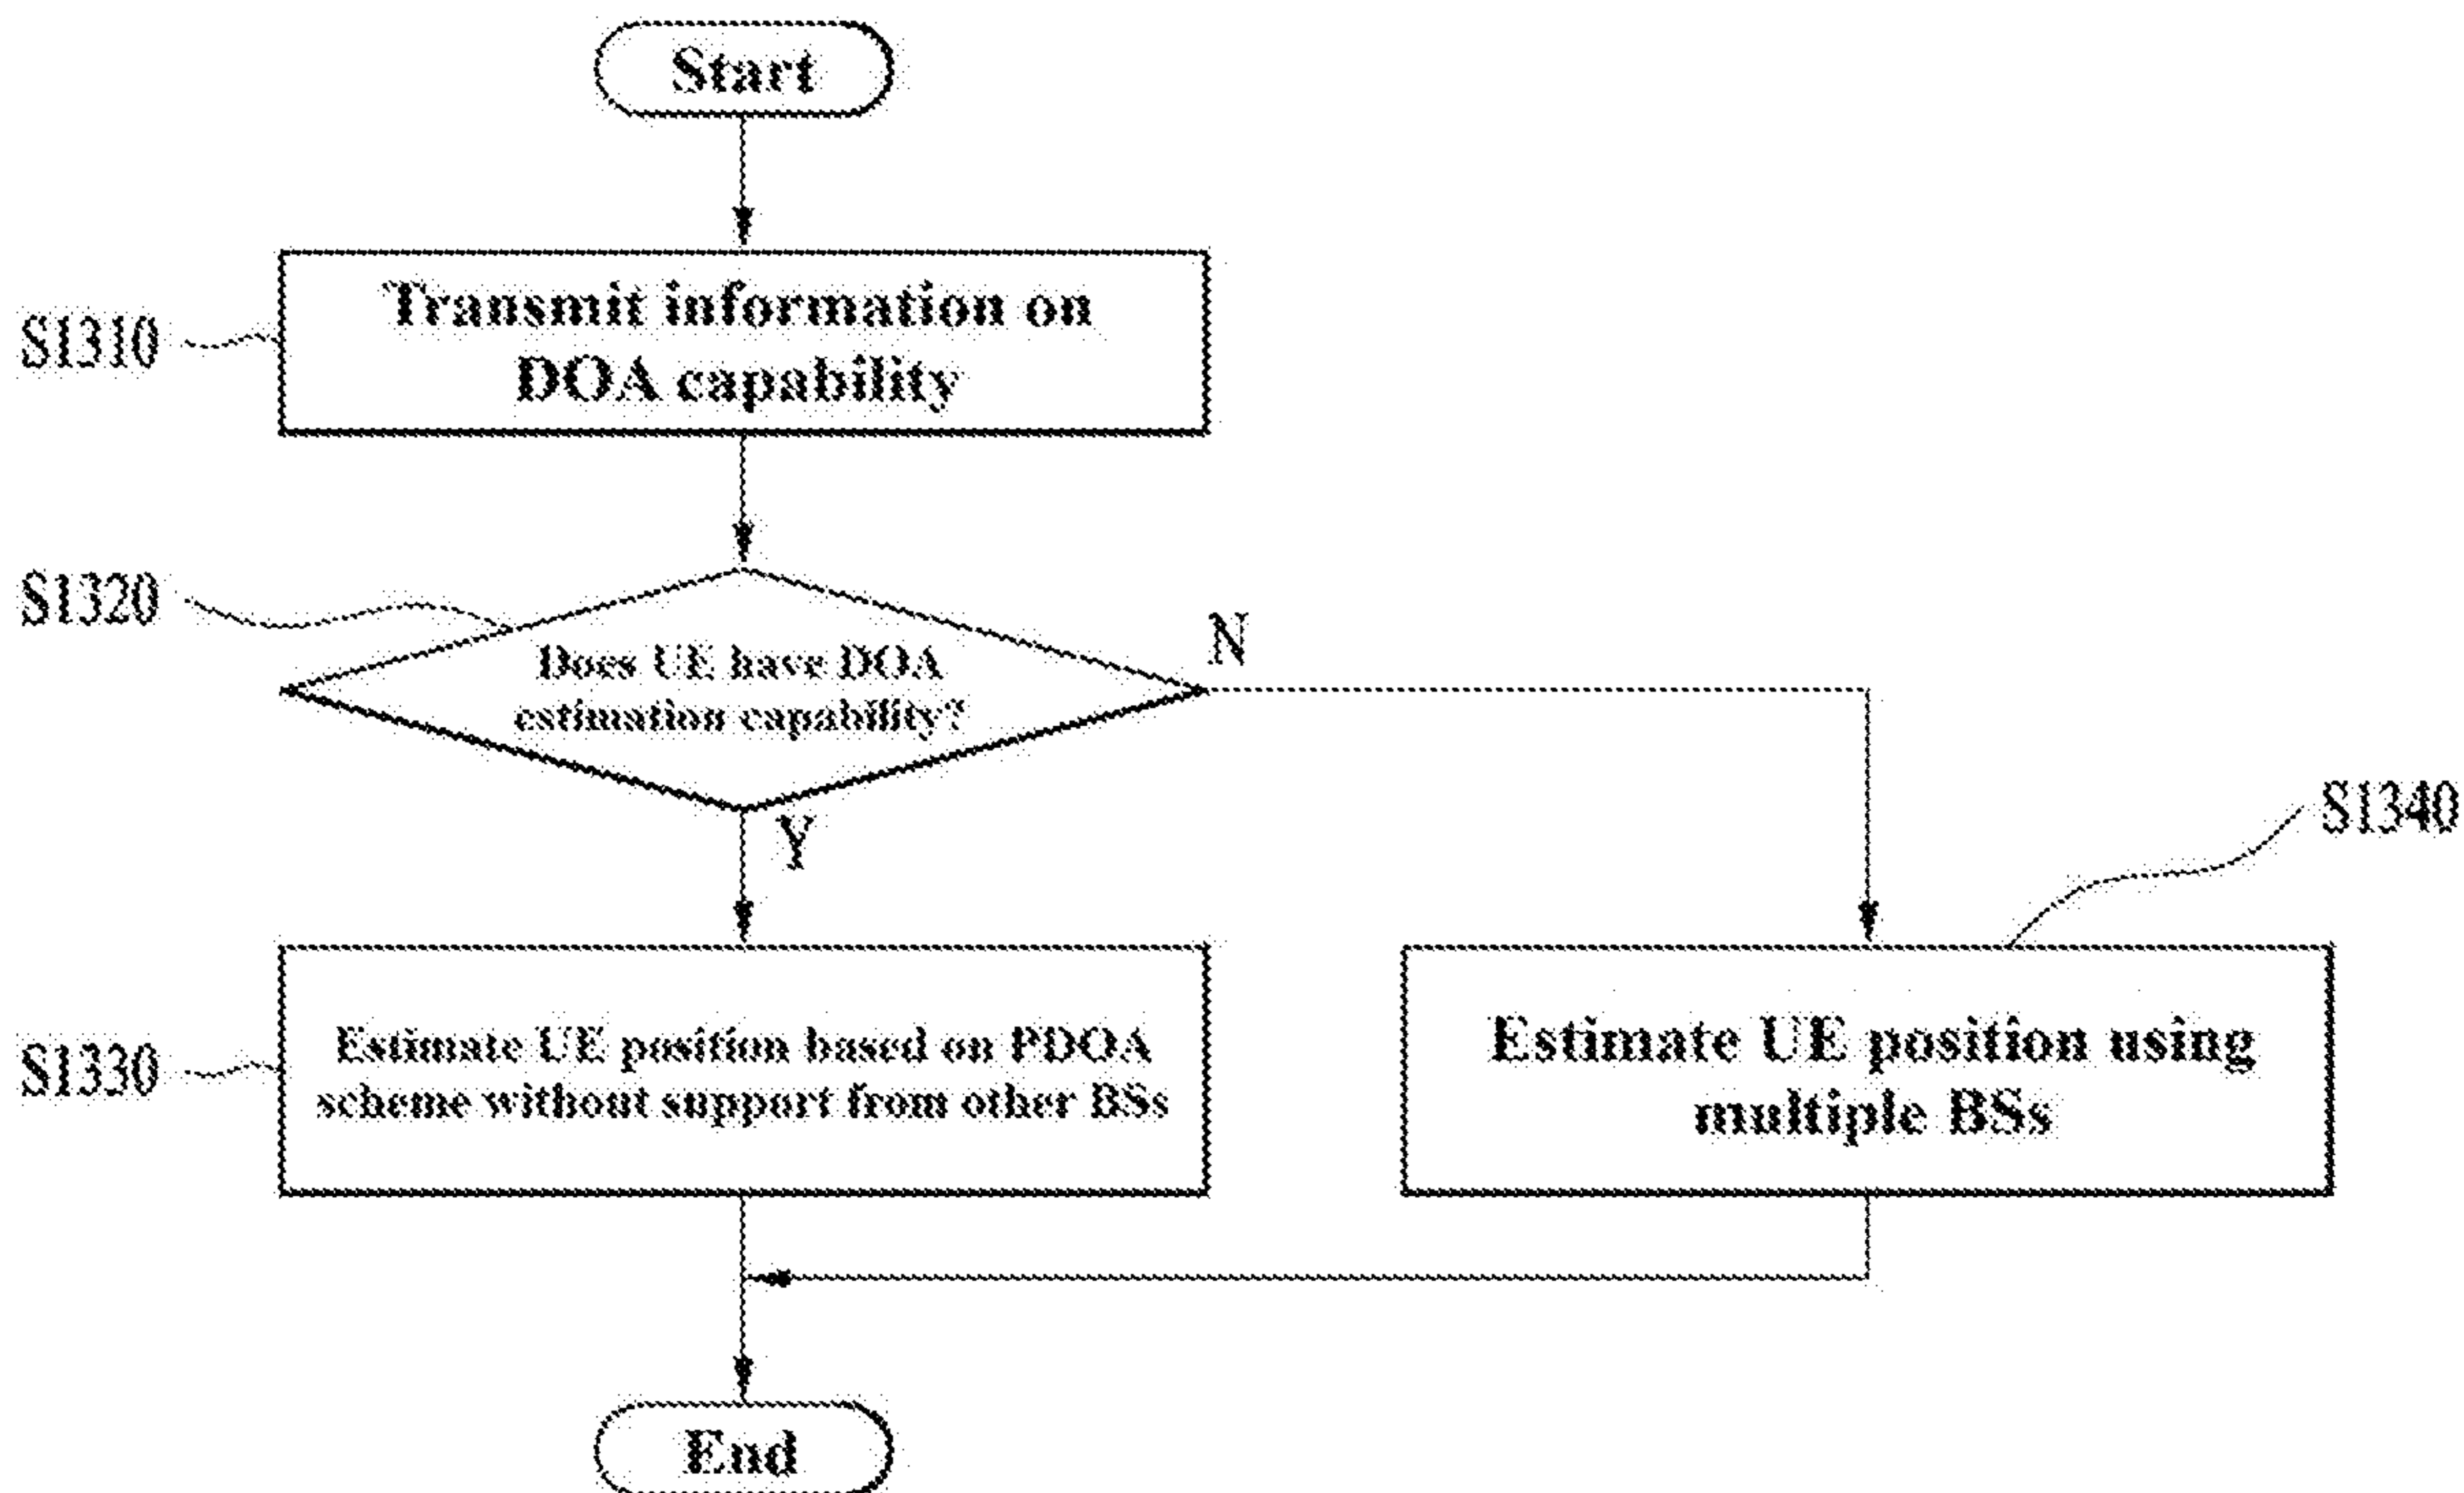 Start
S1310
Transmit information on
DOA capability
S1320
Does UE have DOA
estimation capability?
N
Y
S1340
S1330
Estimate UE position based on PDOA
scheme without support from other BSs
Estimate UE position using
multiple BSs
End